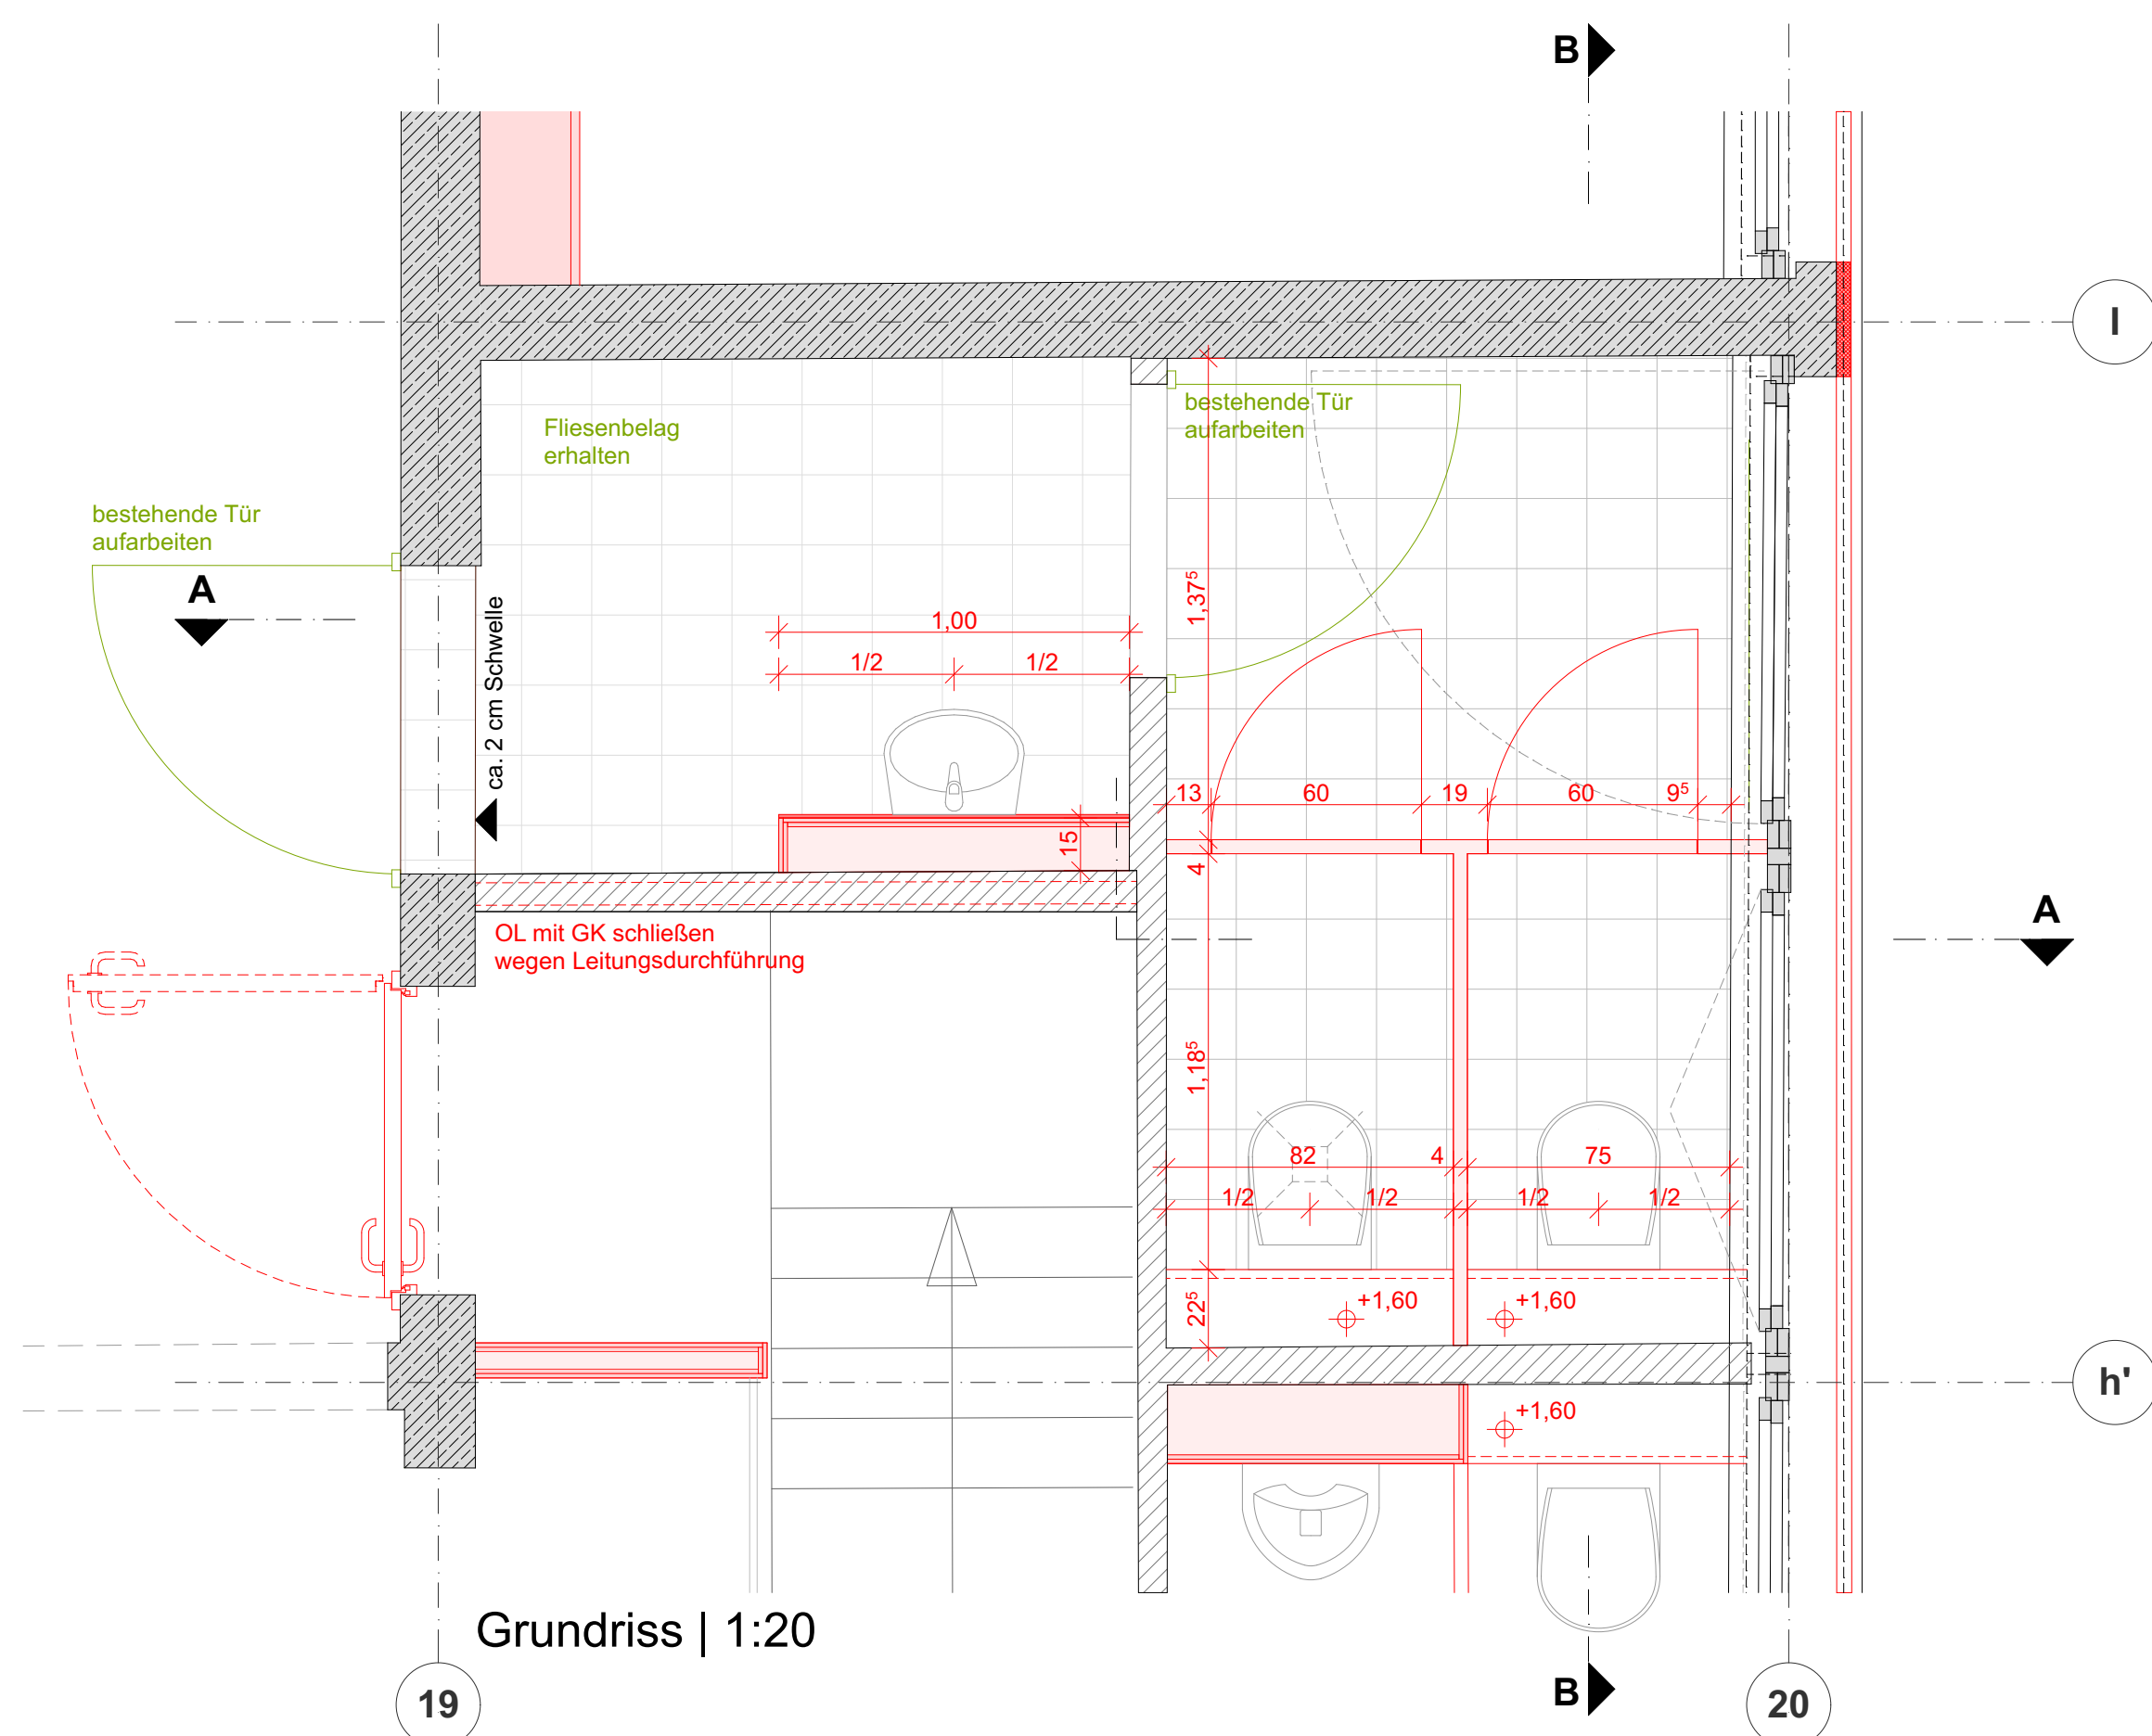 B
I
bestehende Tür
aufarbeiten
Fliesenbelag
erhalten
bestehende Tür
aufarbeiten
A
ca. 2 cm Schwelle
1,37⁵
1,00
1/2
1/2
13
60
19
60
9⁵
15
4
A
OL mit GK schließen
wegen Leitungsdurchführung
1,18⁵
82
4
75
1/2
1/2
1/2
1/2
22⁵
+1,60
+1,60
h'
+1,60
Grundriss | 1:20
B
19
20